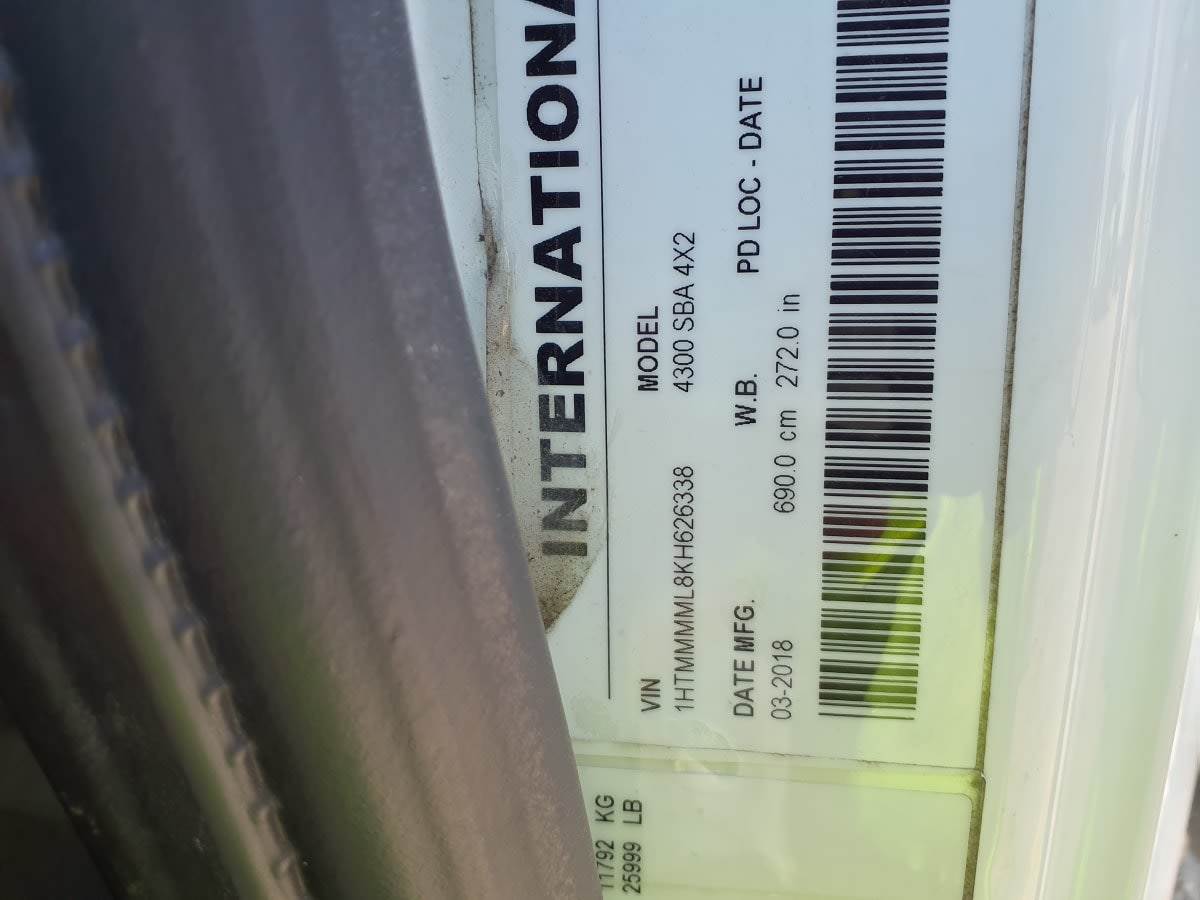 INTERNATIONA
VIN MODEL
1HTMMMML8KH626338 4300 SBA 4X2
DATE MFG. W.B. PD LOC - DATE
03-2018 690.0 cm 272.0 in
11792 KG
25999 LB